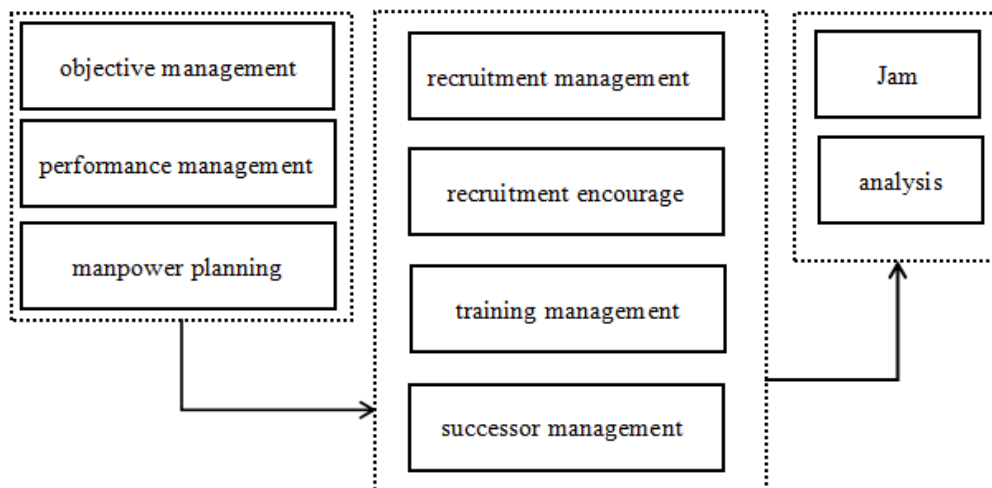 objective management
performance management
manpower planning
recruitment management
recruitment encourage
training management
successor management
Jam
analysis